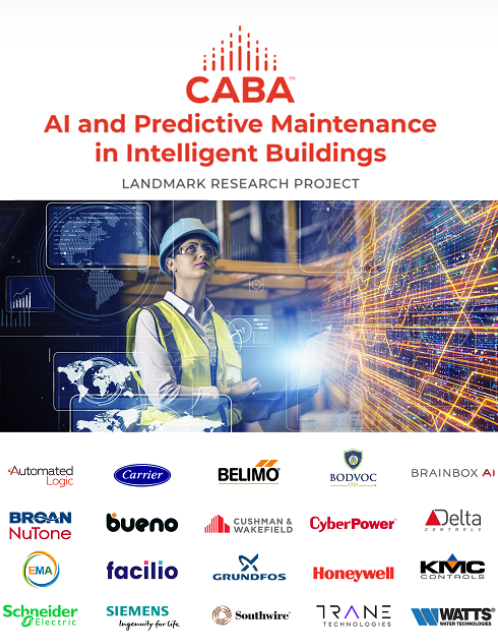 CABA™
AI and Predictive Maintenance
in Intelligent Buildings
LANDMARK RESEARCH PROJECT
Automated
Logic
Carrier
BELIMO
BODVOC
BRAINBOX AI
BROAN
NuTone
bueno
CUSHMAN &
WAKEFIELD
CyberPower
Delta
CONTROLS
EMA
facilio
GRUNDFOS
Honeywell
KMC
CONTROLS
Schneider
Electric
SIEMENS
Ingenuity for life
Southwire
TRANE
TECHNOLOGIES
WATTS
WATER TECHNOLOGIES